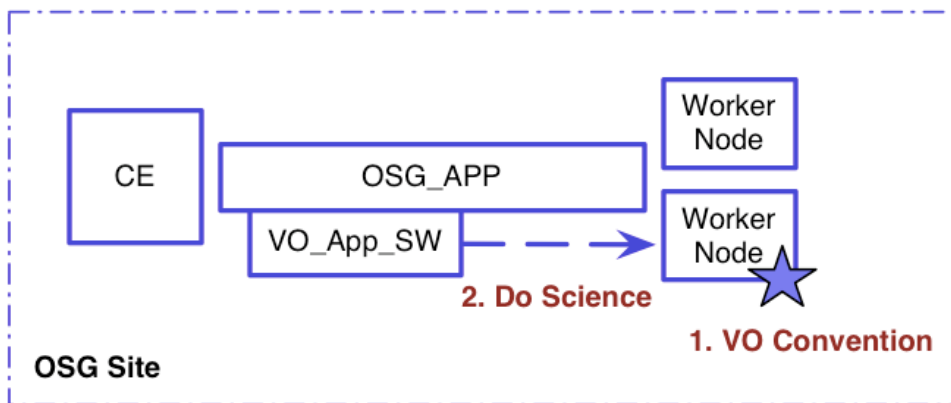 Worker
Node
CE
OSG_APP
Worker
Node
VO_App_SW
2. Do Science
1. VO Convention
OSG Site